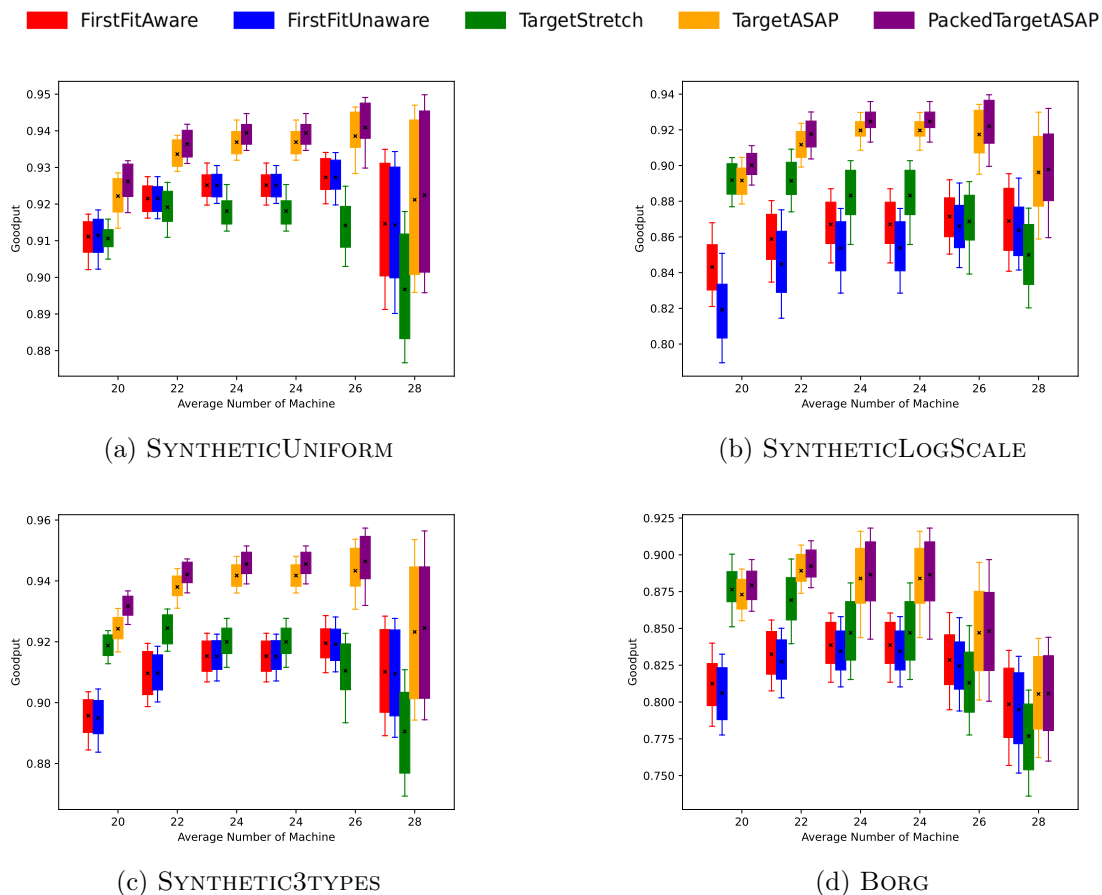 FirstFitAware FirstFitUnaware TargetStretch TargetASAP PackedTargetASAP
0.95
0.94
0.93
0.92
0.91
0.90
0.89
0.88
Goodput
20 22 24 24 26 28
Average Number of Machine
(a) SyntheticUniform
0.94
0.92
0.90
0.88
0.86
0.84
0.82
0.80
Goodput
20 22 24 24 26 28
Average Number of Machine
(b) SyntheticLogScale
0.96
0.94
0.92
0.90
0.88
Goodput
20 22 24 24 26 28
Average Number of Machine
(c) Synthetic3types
0.925
0.900
0.875
0.850
0.825
0.800
0.775
0.750
Goodput
20 22 24 24 26 28
Average Number of Machine
(d) Borg